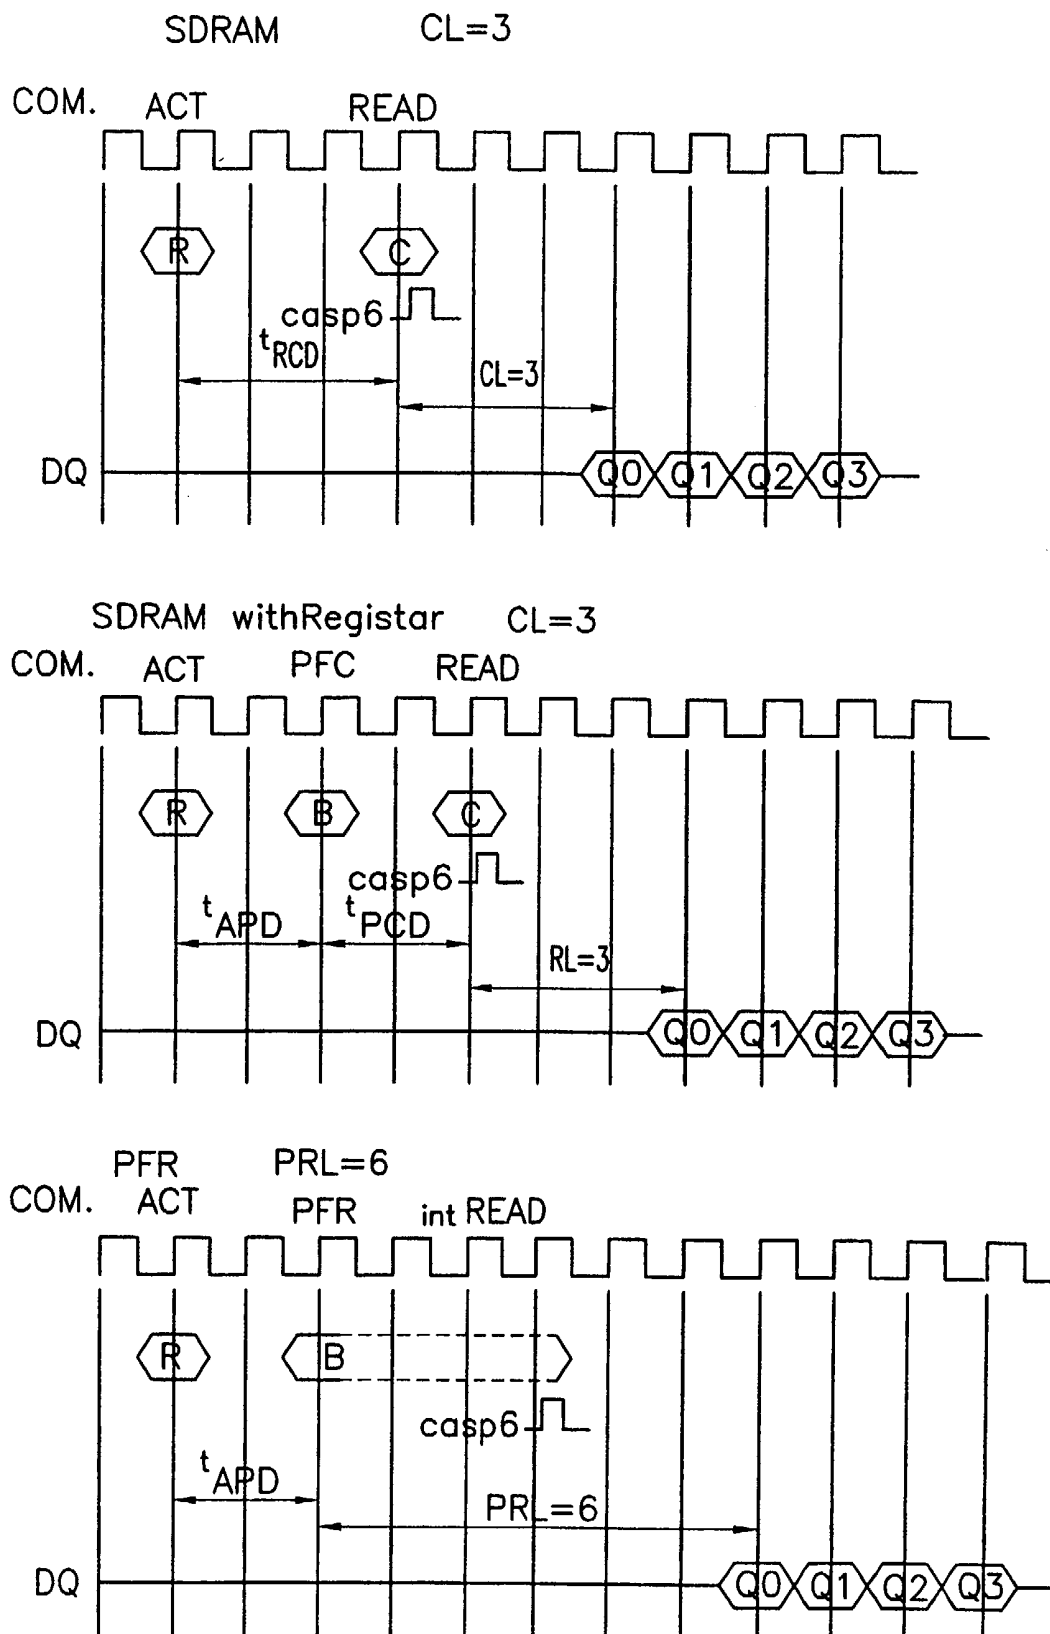 SDRAM CL=3
COM. ACT READ
R C
casp6
tRCD
CL=3
DQ Q0 Q1 Q2 Q3
SDRAM withRegistar CL=3
COM. ACT PFC READ
R B C
casp6
tAPD tPCD
RL=3
DQ Q0 Q1 Q2 Q3
PFR PRL=6
COM. ACT PFR int READ
R B
casp6
tAPD
PRL=6
DQ Q0 Q1 Q2 Q3